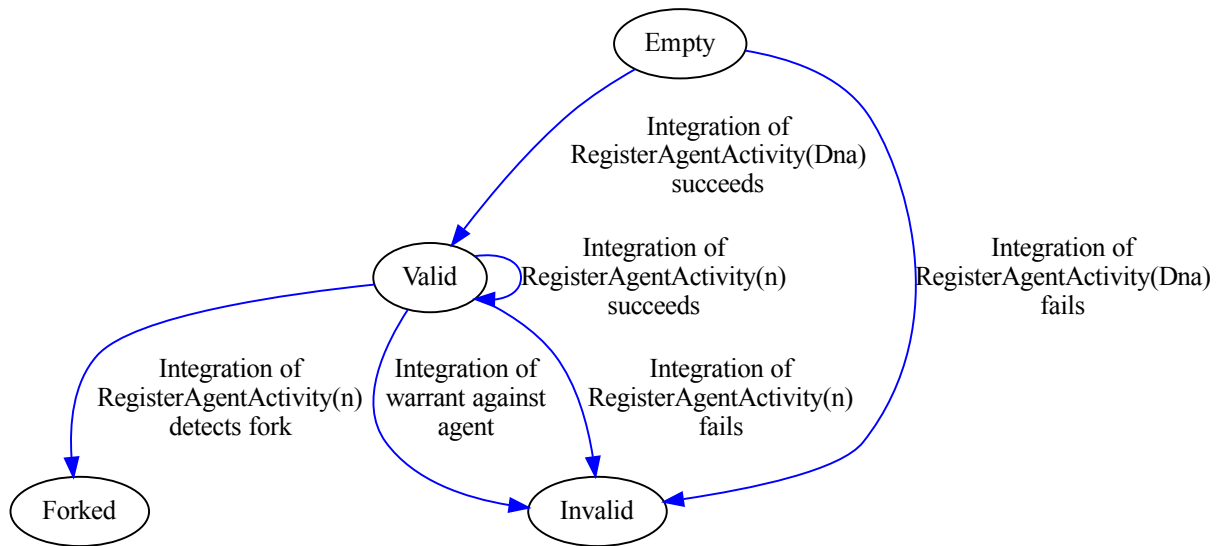 Empty
Integration of
RegisterAgentActivity(Dna)
succeeds
Valid
Integration of
RegisterAgentActivity(n)
succeeds
Integration of
RegisterAgentActivity(Dna)
fails
Integration of
RegisterAgentActivity(n)
detects fork
Integration of
warrant against
agent
Integration of
RegisterAgentActivity(n)
fails
Forked
Invalid